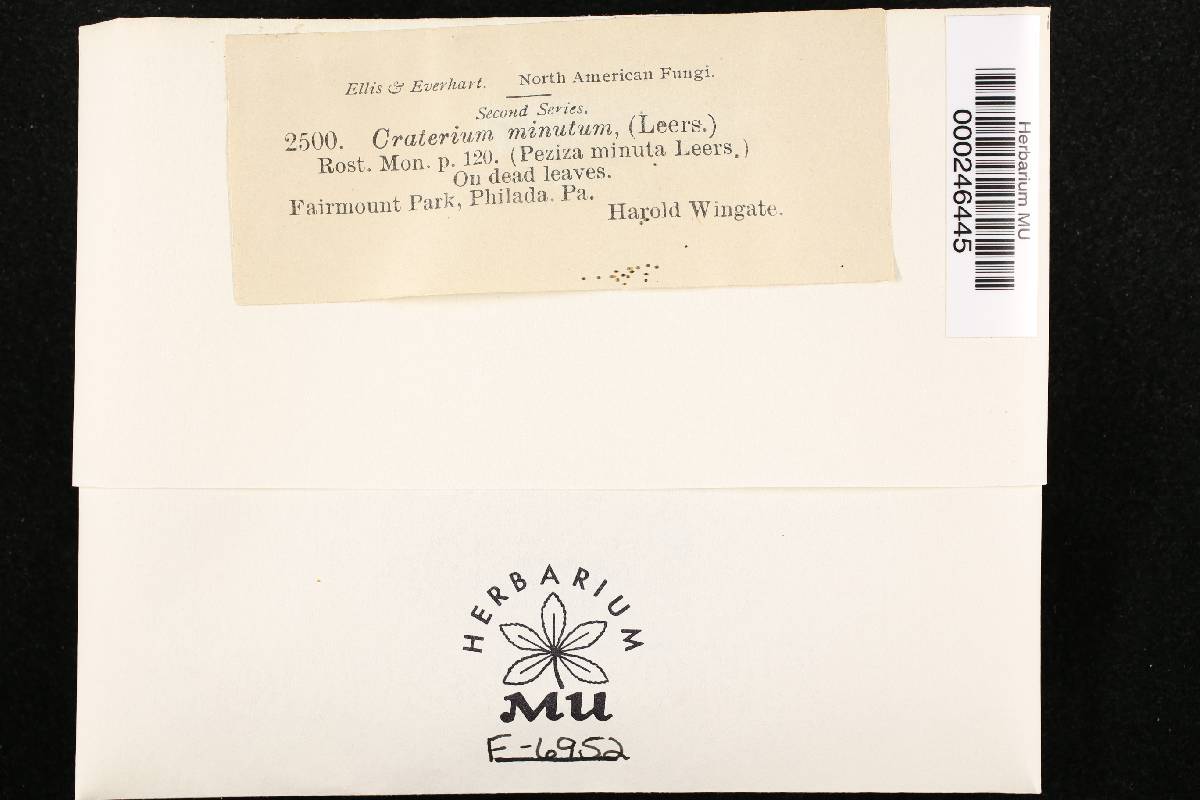 Ellis & Everhart. North American Fungi.
Second Series.
2500. Craterium minutum, (Leers.)
Rost. Mon. p. 120. (Peziza minuta Leers.)
On dead leaves.
Fairmount Park, Philada. Pa.
Harold Wingate.
Herbarium MU
000246445
HERBARIUM
MU
F-6952